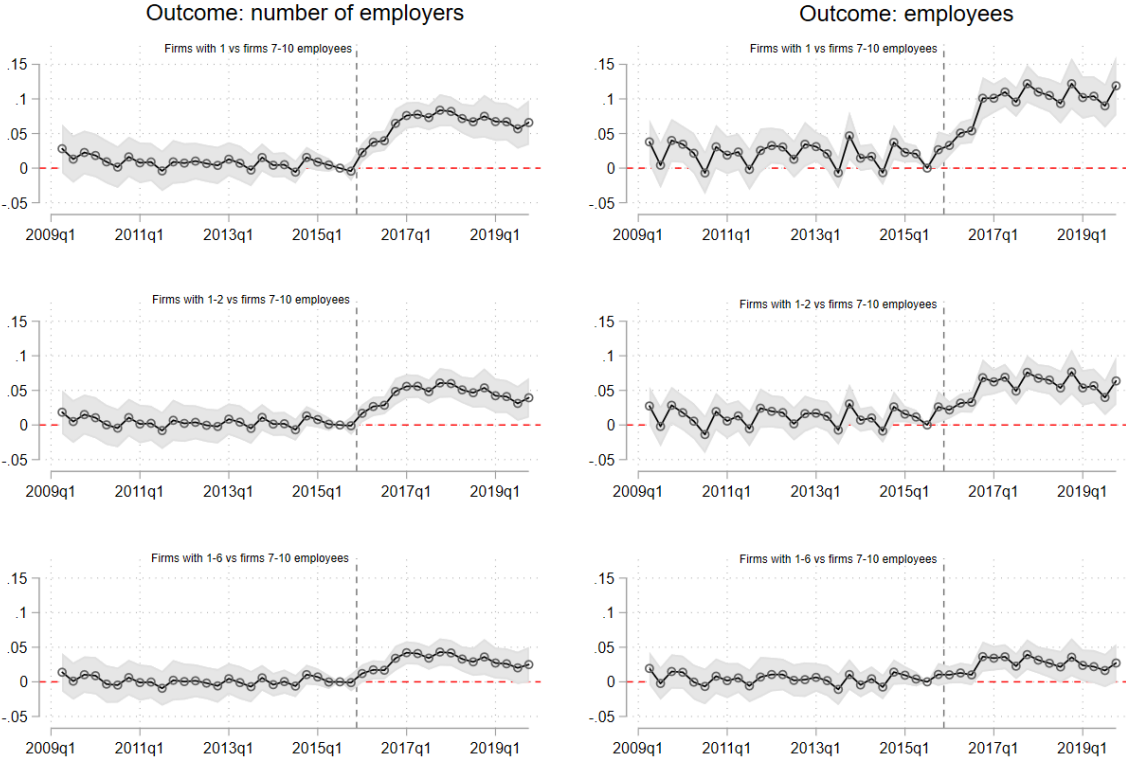 Outcome: number of employers
Firms with 1 vs firms 7-10 employees
.15
.1
.05
0
-.05
2009q1 2011q1 2013q1 2015q1 2017q1 2019q1
Firms with 1-2 vs firms 7-10 employees
.15
.1
.05
0
-.05
2009q1 2011q1 2013q1 2015q1 2017q1 2019q1
Firms with 1-6 vs firms 7-10 employees
.15
.1
.05
0
-.05
2009q1 2011q1 2013q1 2015q1 2017q1 2019q1
Outcome: employees
Firms with 1 vs firms 7-10 employees
.15
.1
.05
0
-.05
2009q1 2011q1 2013q1 2015q1 2017q1 2019q1
Firms with 1-2 vs firms 7-10 employees
.15
.1
.05
0
-.05
2009q1 2011q1 2013q1 2015q1 2017q1 2019q1
Firms with 1-6 vs firms 7-10 employees
.15
.1
.05
0
-.05
2009q1 2011q1 2013q1 2015q1 2017q1 2019q1